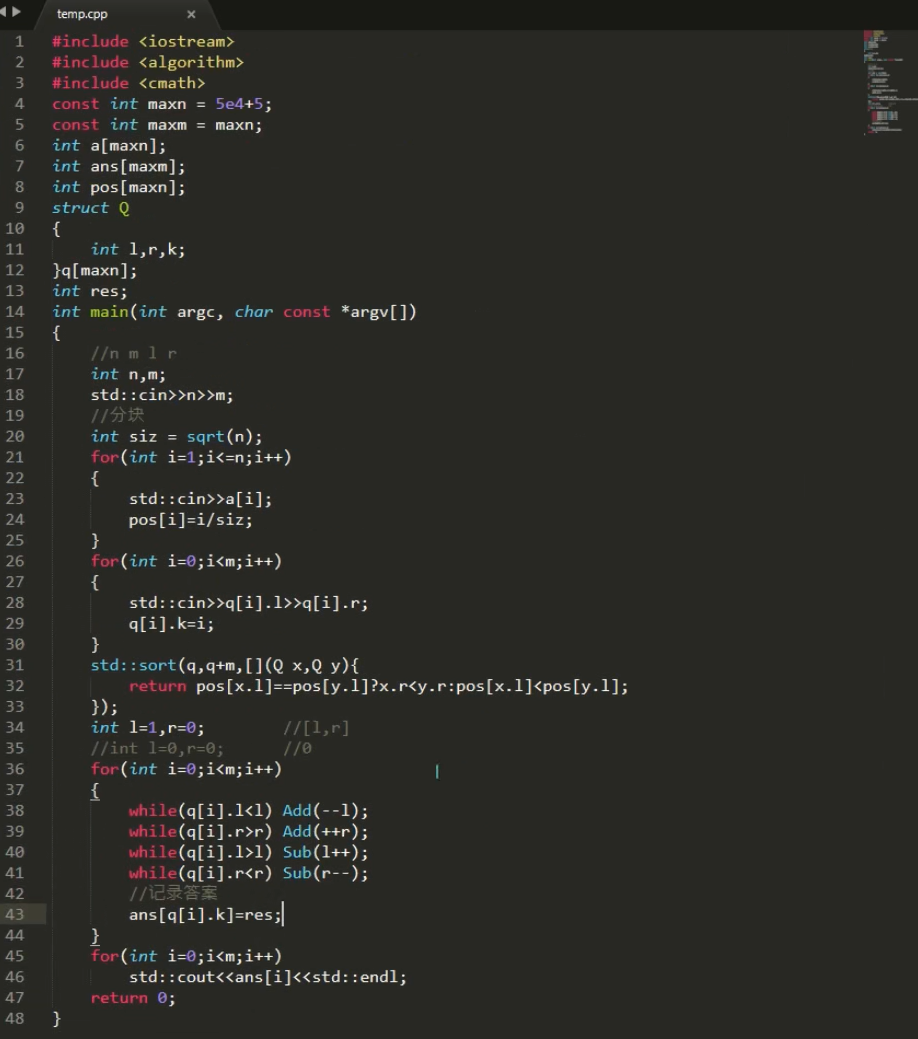 temp.cpp ×
1 #include <iostream>
2 #include <algorithm>
3 #include <cmath>
4 const int maxn = 5e4+5;
5 const int maxm = maxn;
6 int a[maxn];
7 int ans[maxm];
8 int pos[maxn];
9 struct Q
10 {
11     int l,r,k;
12 }q[maxn];
13 int res;
14 int main(int argc, char const *argv[])
15 {
16     //n m l r
17     int n,m;
18     std::cin>>n>>m;
19     //分块
20     int siz = sqrt(n);
21     for(int i=1;i<=n;i++)
22     {
23         std::cin>>a[i];
24         pos[i]=i/siz;
25     }
26     for(int i=0;i<m;i++)
27     {
28         std::cin>>q[i].l>>q[i].r;
29         q[i].k=i;
30     }
31     std::sort(q,q+m,[](Q x,Q y){
32         return pos[x.l]==pos[y.l]?x.r<y.r:pos[x.l]<pos[y.l];
33     });
34     int l=1,r=0;        //[l,r]
35     //int l=0,r=0;      //0
36     for(int i=0;i<m;i++)
37     {
38         while(q[i].l<l) Add(--l);
39         while(q[i].r>r) Add(++r);
40         while(q[i].l>l) Sub(l++);
41         while(q[i].r<r) Sub(r--);
42         //记录答案
43         ans[q[i].k]=res;
44     }
45     for(int i=0;i<m;i++)
46         std::cout<<ans[i]<<std::endl;
47     return 0;
48 }